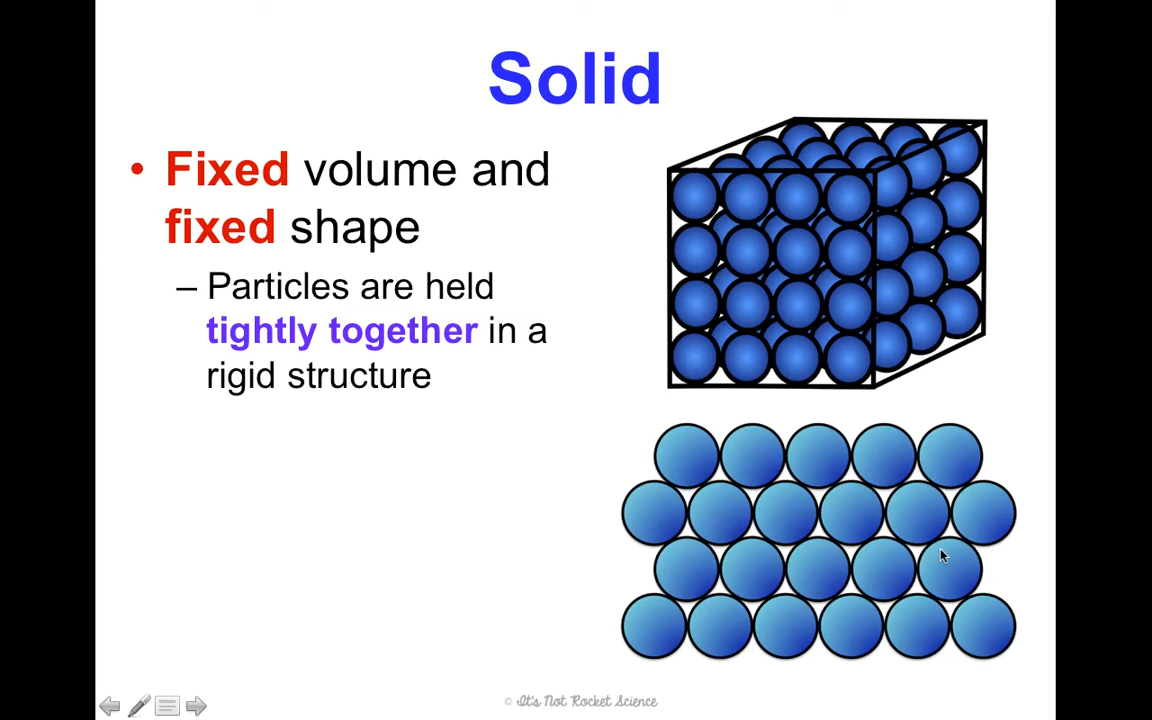 Solid
• Fixed volume and
fixed shape
– Particles are held
tightly together in a
rigid structure
© It's Not Rocket Science